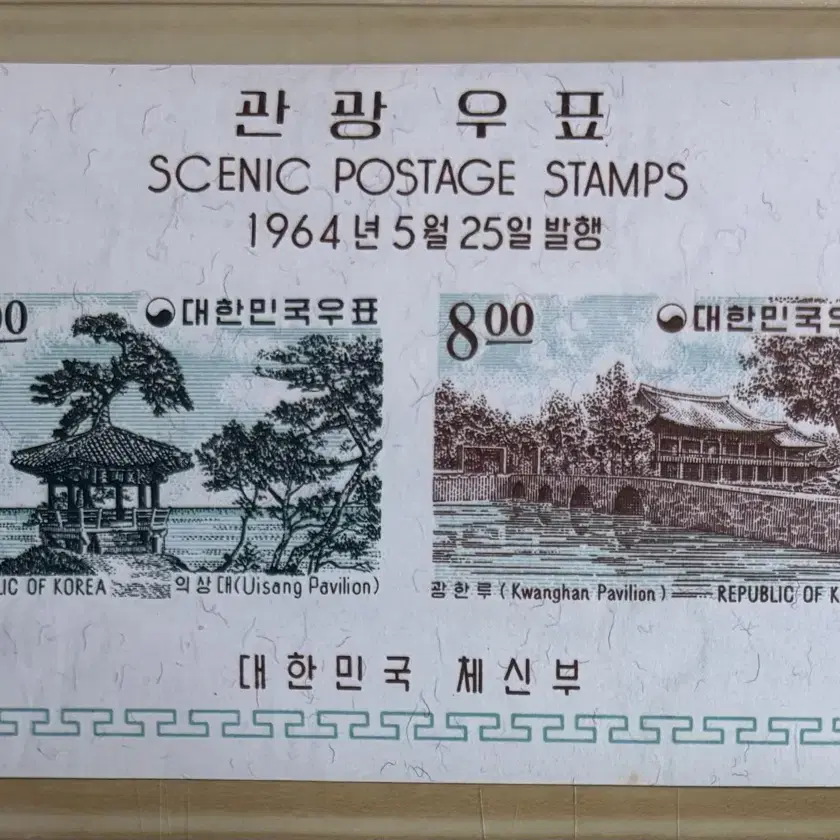 관광 우표
SCENIC POSTAGE STAMPS
1964년 5월 25일 발행
00 대한민국우표
8 00 대한민국우
LIC OF KOREA 의상대(Uisang Pavilion)
광한루 (Kwanghan Pavilion) REPUBLIC OF K
대한민국 체신부